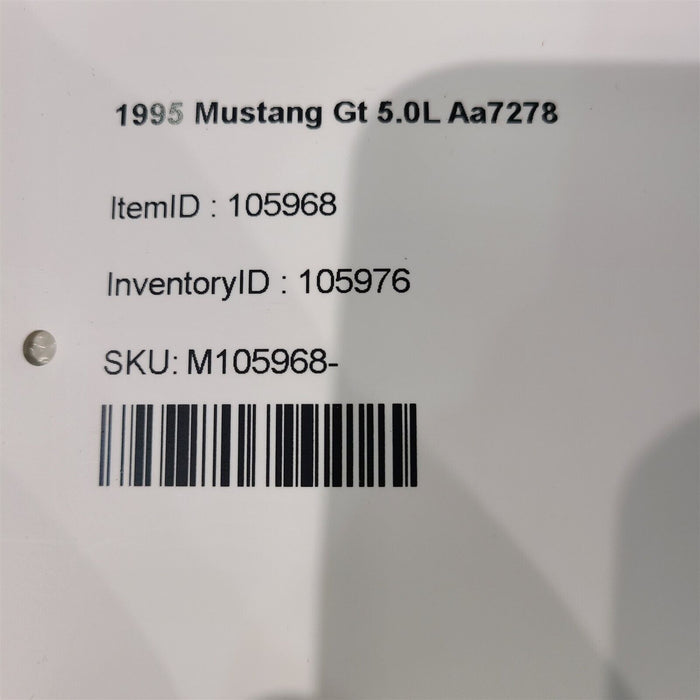 1995 Mustang Gt 5.0L Aa7278
ItemID : 105968
InventoryID : 105976
SKU: M105968-